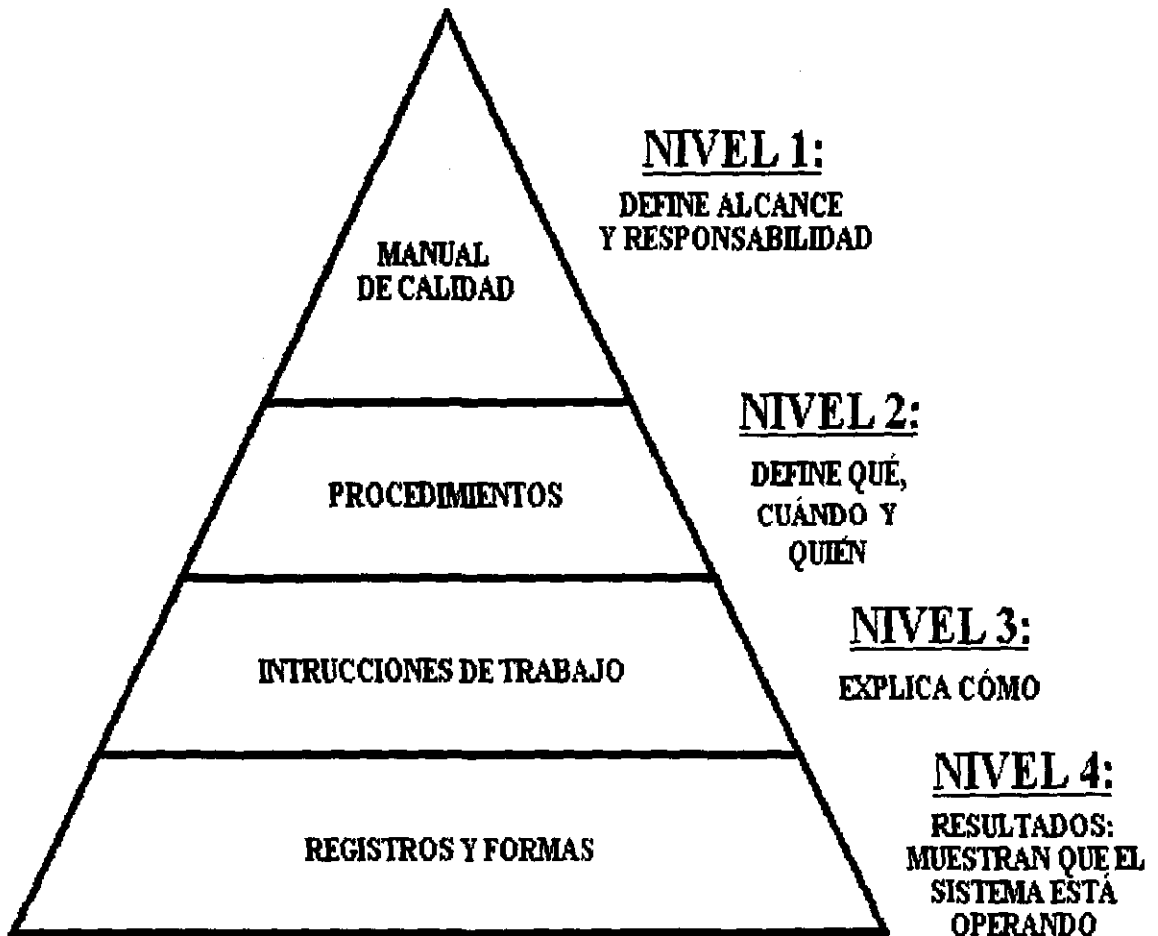 NIVEL 1:
DEFINE ALCANCE
Y RESPONSABILIDAD
MANUAL
DE CALIDAD
NIVEL 2:
DEFINE QUÉ,
CUÁNDO Y
QUIÉN
PROCEDIMIENTOS
NIVEL 3:
EXPLICA CÓMO
INTRUCCIONES DE TRABAJO
NIVEL 4:
RESULTADOS:
MUESTRAN QUE EL
SISTEMA ESTÁ
OPERANDO
REGISTROS Y FORMAS